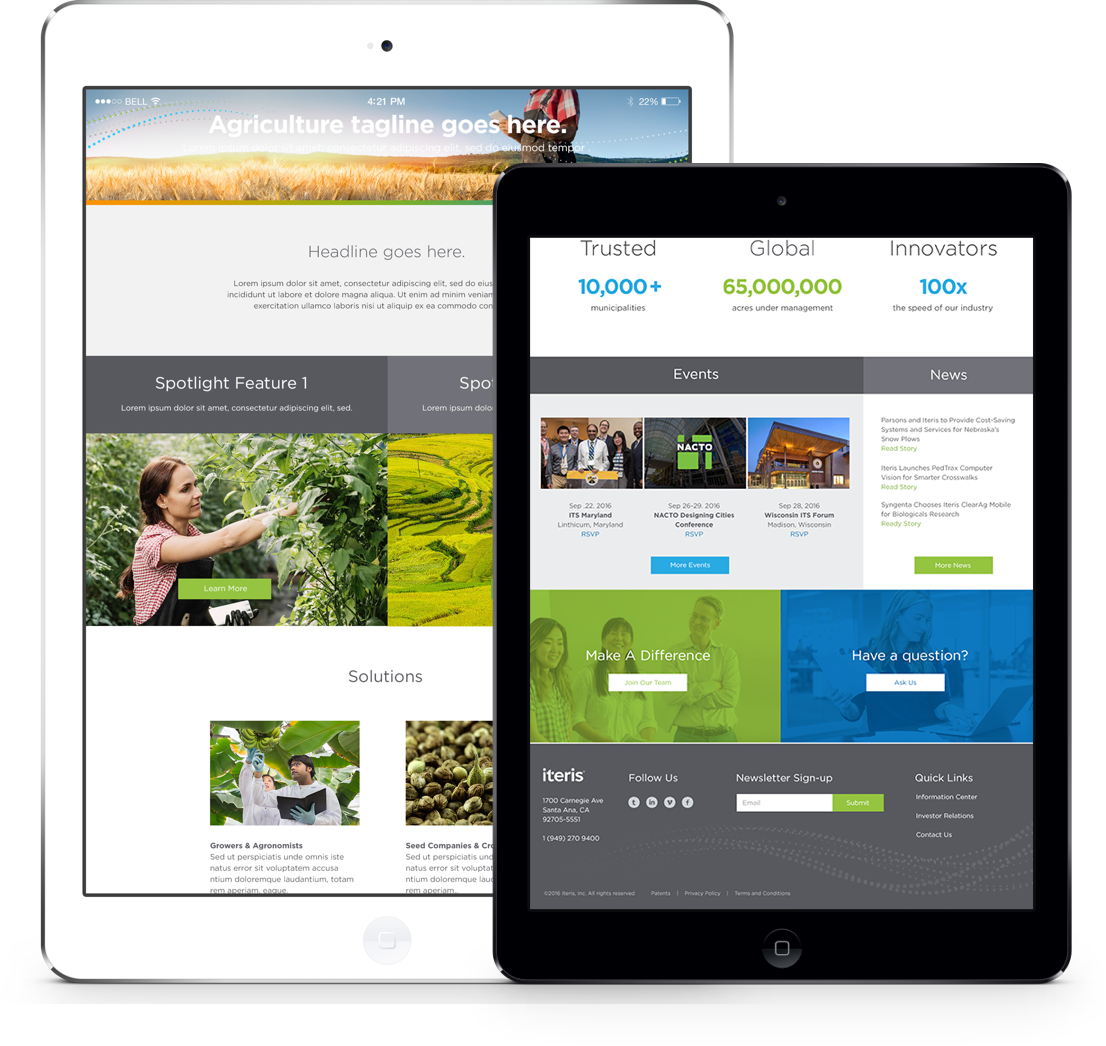 BELL
4:21 PM
22%
Agriculture tagline goes here.
Lorem ipsum dolor sit amet, consectetur adipiscing elit, sed do eiusmod tempor
Headline goes here.
Lorem ipsum dolor sit amet, consectetur adipiscing elit, sed do eius
incididunt ut labore et dolore magna aliqua. Ut enim ad minim veniam
exercitation ullamco laboris nisi ut aliquip ex ea commodo con
Spotlight Feature 1
Lorem ipsum dolor sit amet, consectetur adipiscing elit, sed.
Spot
Lorem ipsum dolo
Learn More
Solutions
Growers & Agronomists
Sed ut perspiciatis unde omnis iste
natus error sit voluptatem accusa
ntium doloremque laudantium, totam
rem aperiam, eaque.
Seed Companies & Cro
Sed ut perspiciatis und
natus error sit voluptat
ntium doloremque lauc
rem aperiam..
Trusted
10,000+
municipalities
Global
65,000,000
acres under management
Innovators
100x
the speed of our industry
Events
NACTO
Sep .22. 2016
ITS Maryland
Linthicum, Maryland
RSVP
Sep 26-29. 2016
NACTO Designing Cities
Conference
RSVP
Sep 28, 2016
Wisconsin ITS Forum
Madison, Wisconsin
RSVP
More Events
News
Parsons and Iteris to Provide Cost-Saving
Systems and Services for Nebraska's
Snow Plows
Read Story
Iteris Launches PedTrax Computer
Vision for Smarter Crosswalks
Read Story
Syngenta Chooses Iteris ClearAg Mobile
for Biologicals Research
Ready Story
More News
Make A Difference
Join Our Team
Have a question?
Ask Us
iteris
1700 Carnegie Ave
Santa Ana, CA
92705-5551
1 (949) 270 9400
Follow Us
Newsletter Sign-up
Email
Submit
Quick Links
Information Center
Investor Relations
Contact Us
©2016 Iteris, Inc. All rights reserved
Patents | Privacy Policy | Terms and Conditions